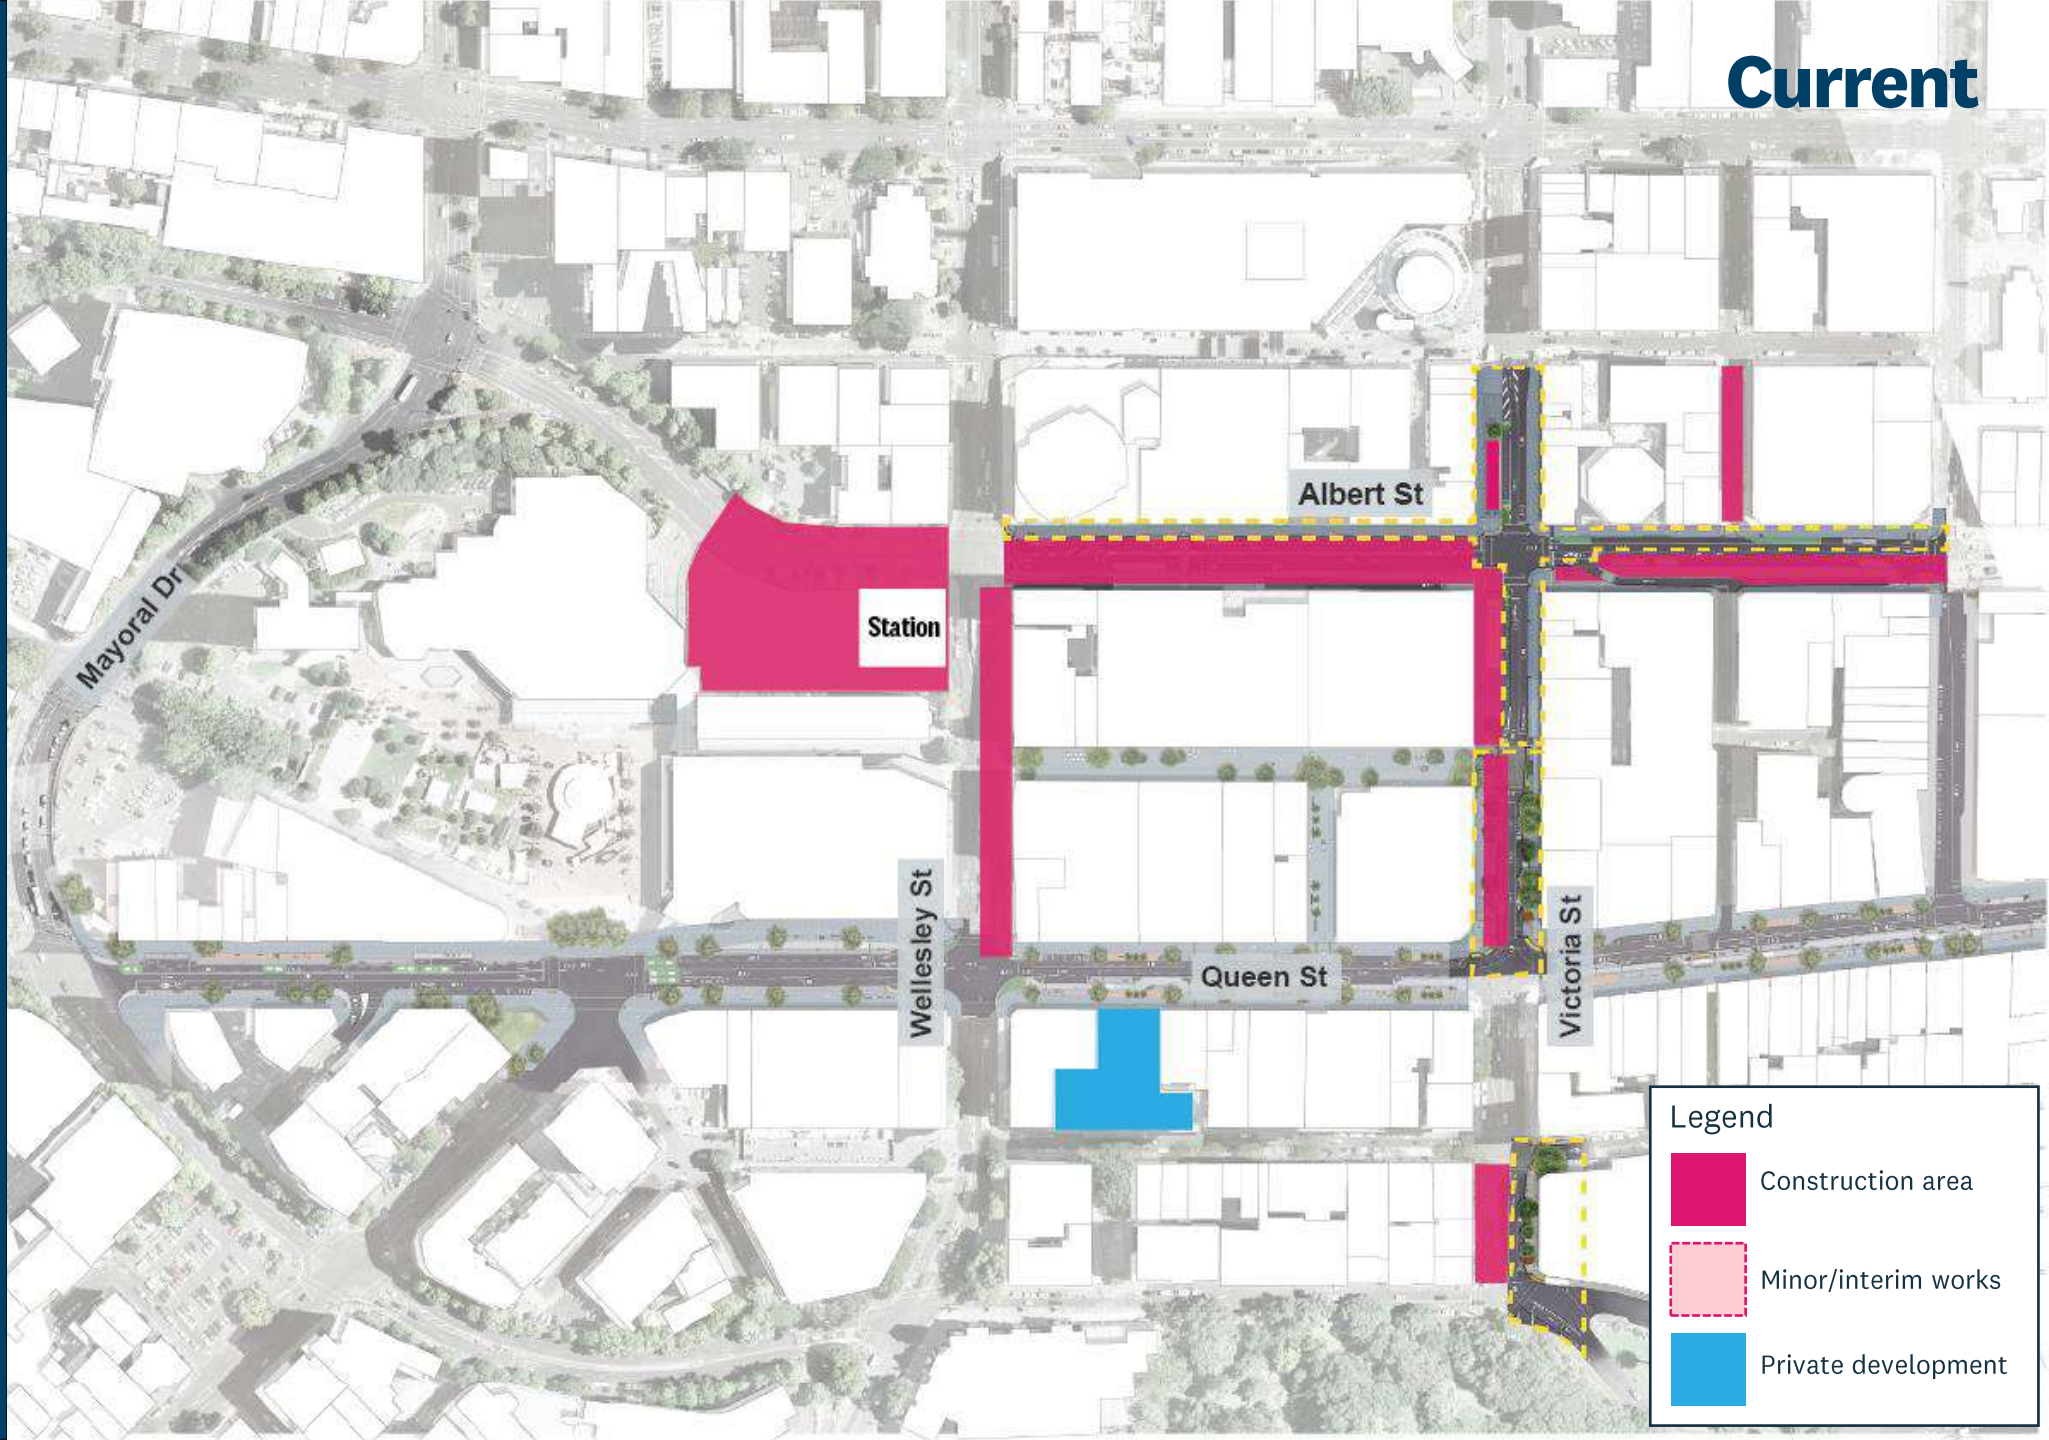 Current
Albert St
Station
Mayoral Dr
Wellesley St
Queen St
Victoria St
Legend
Construction area
Minor/interim works
Private development